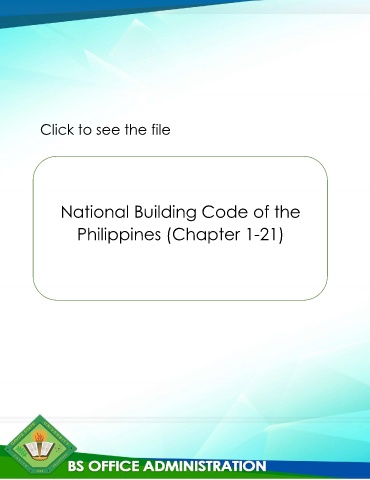 Click to see the file
National Building Code of the
Philippines (Chapter 1-21)
BS OFFICE ADMINISTRATION